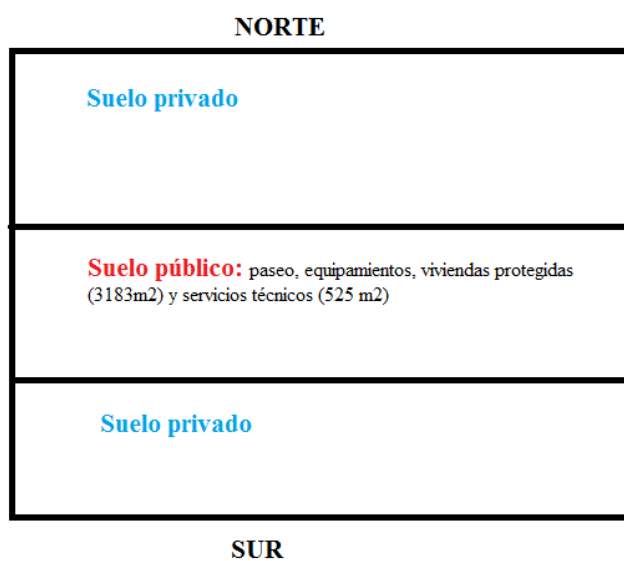 NORTE
Suelo privado
Suelo público: paseo, equipamientos, viviendas protegidas
(3183m2) y servicios técnicos (525 m2)
Suelo privado
SUR